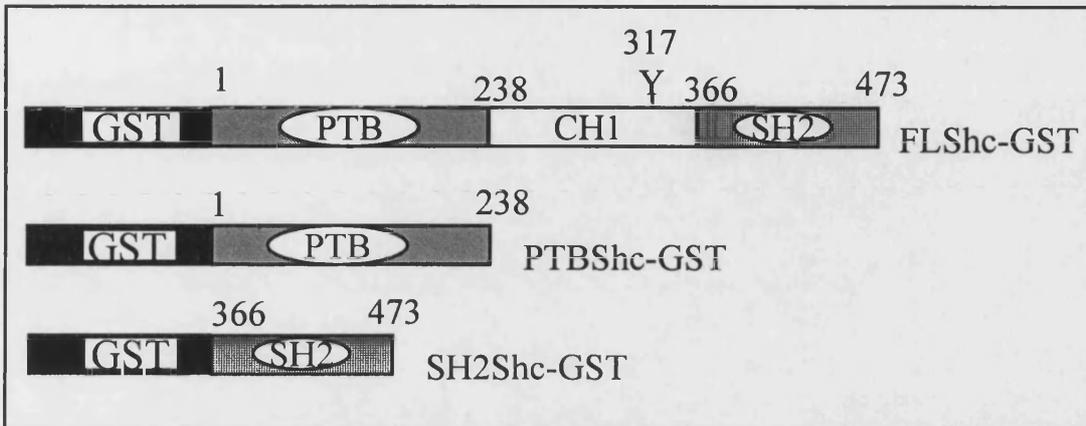 317
1 238 Y 366 473
GST PTB CH1 SH2 FLShc-GST
1 238
GST PTB PTBShc-GST
366 473
GST SH2 SH2Shc-GST